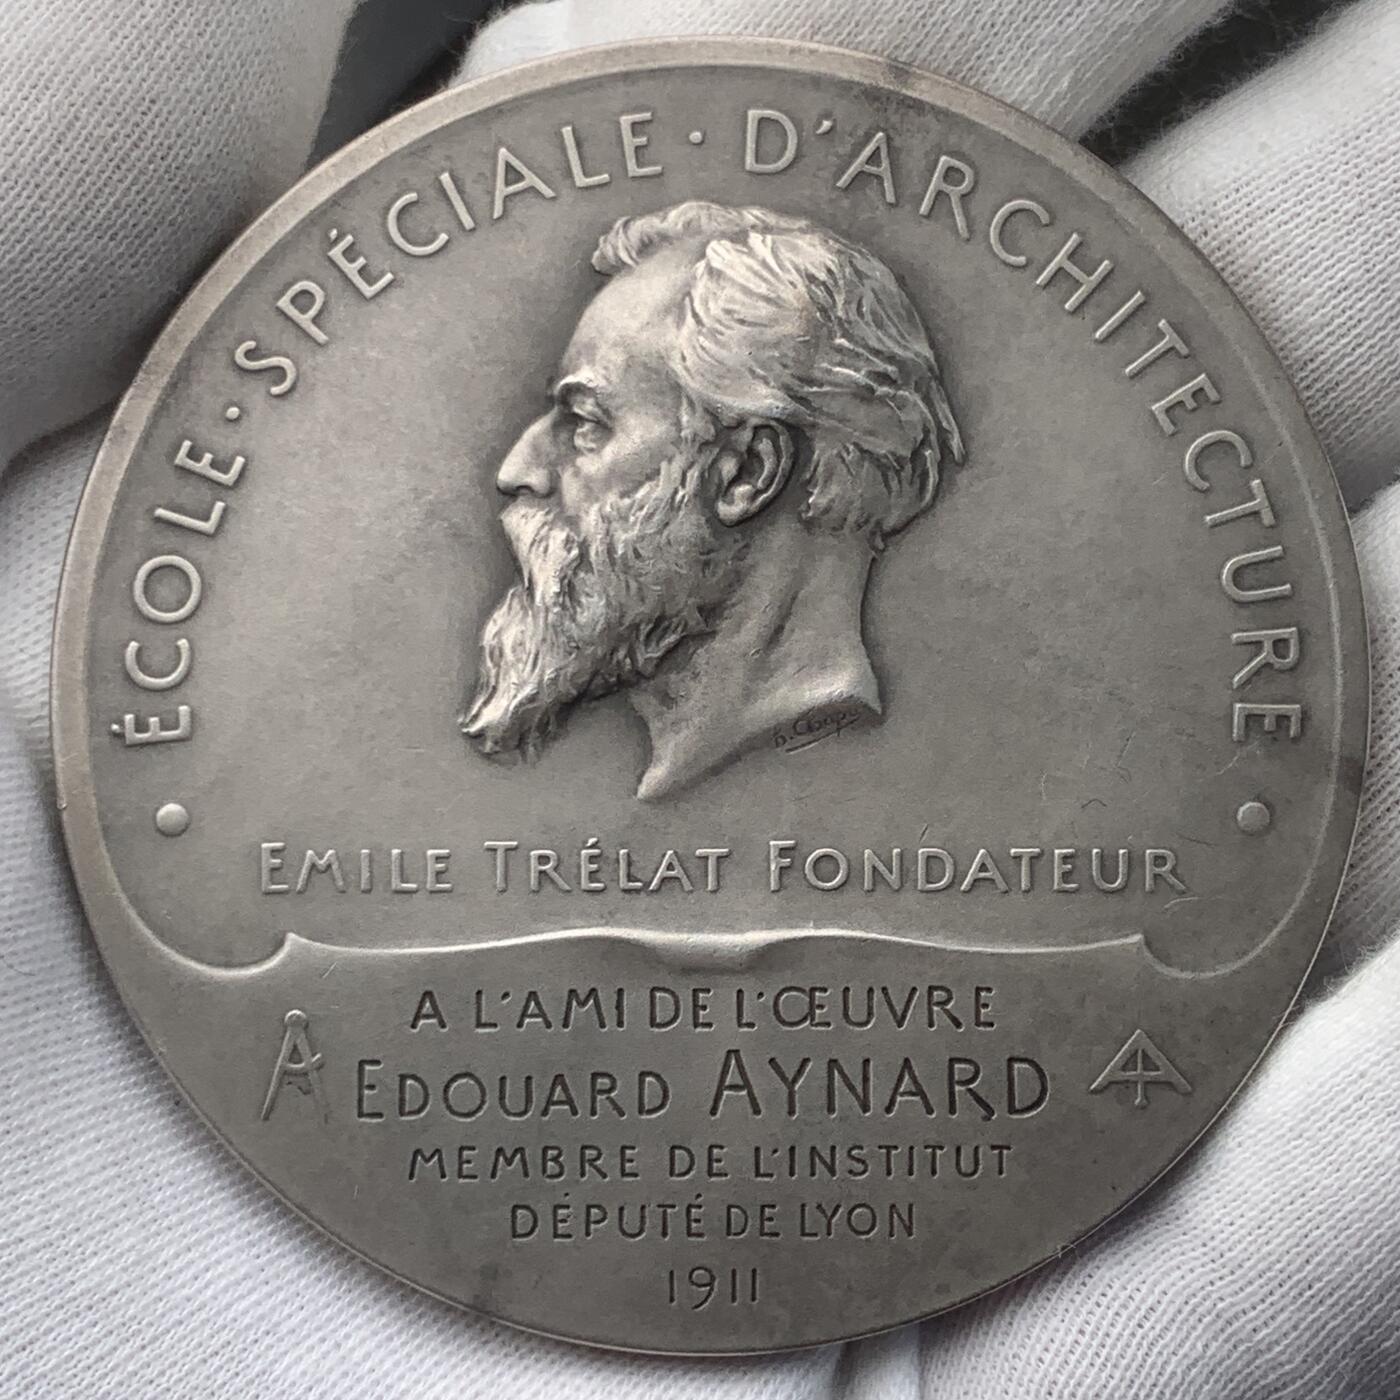 ÉCOLE · SPÉCIALE · D'ARCHITECTURE
EMILE TRÉLAT FONDATEUR
A L'AMI DE L'ŒUVRE
EDOUARD AYNARD
MEMBRE DE L'INSTITUT
DÉPUTÉ DE LYON
1911